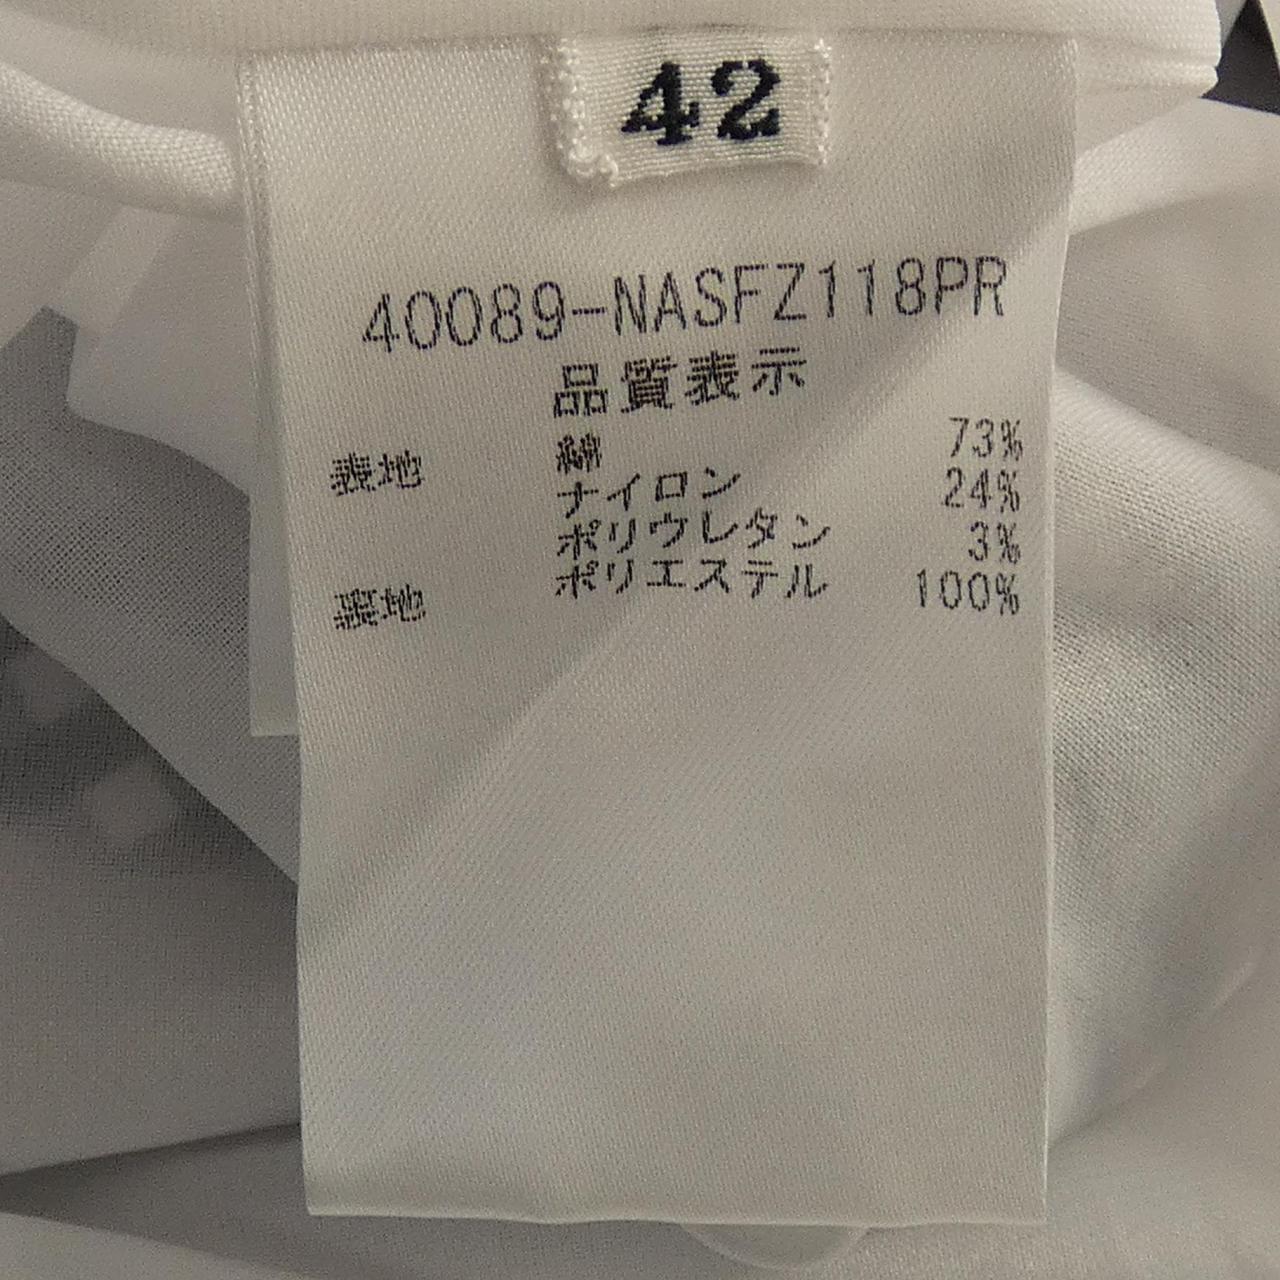 42
40089-NASFZ118PR
品質表示
表地 綿 73%
ナイロン 24%
ポリウレタン 3%
裏地 ポリエステル 100%